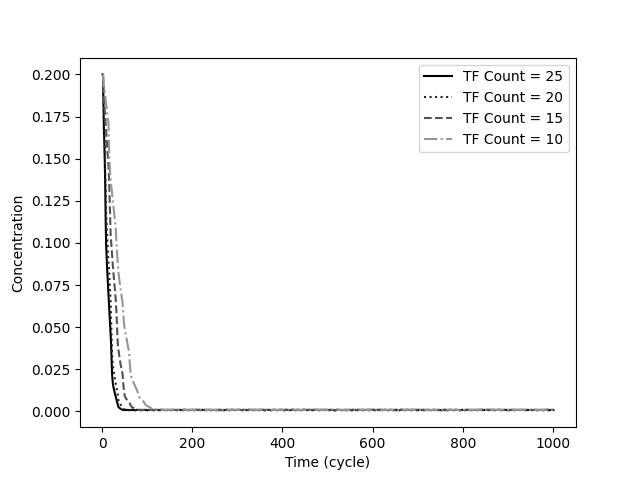 TF Count = 25
TF Count = 20
TF Count = 15
TF Count = 10
0.200
0.175
0.150
0.125
0.100
0.075
0.050
0.025
0.000
Concentration
0 200 400 600 800 1000
Time (cycle)